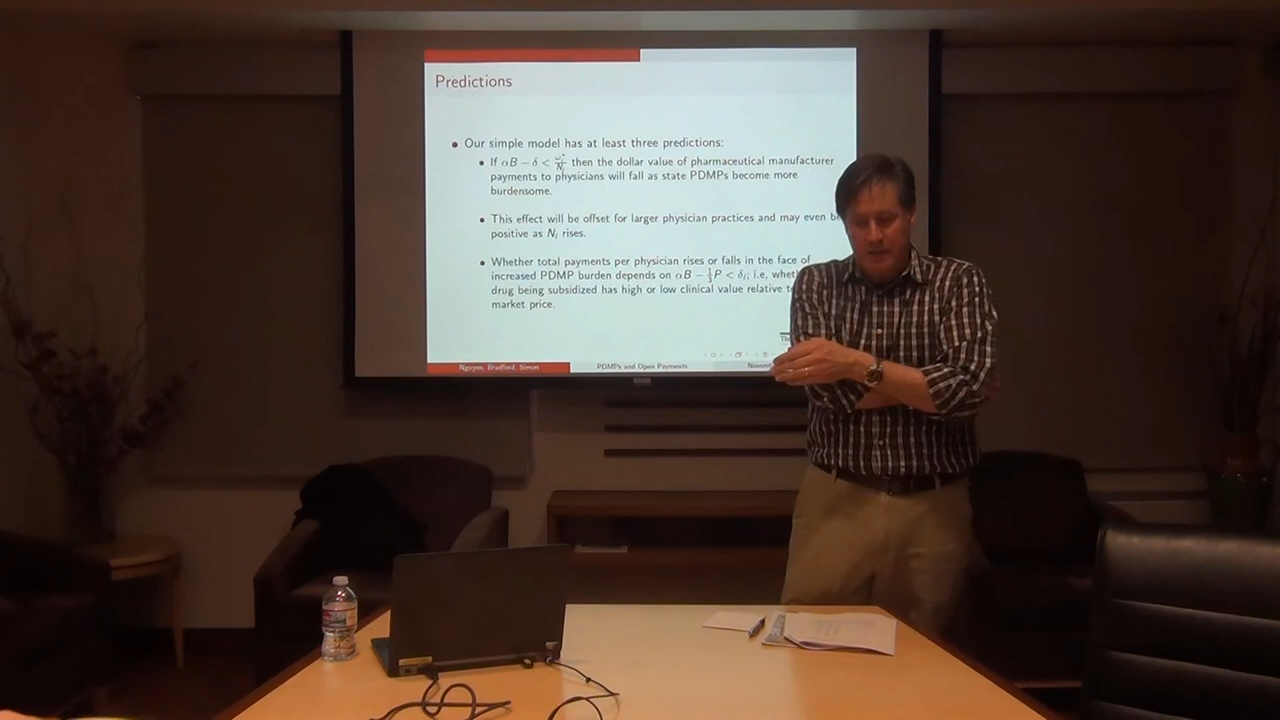 Predictions
Our simple model has at least three predictions:
If αB − δ < then the dollar value of pharmaceutical manufacturer
payments to physicians will fall as state PDMPs become more
burdensome.
This effect will be offset for larger physician practices and may even b
positive as Nᵢ rises.
Whether total payments per physician rises or falls in the face of
increased PDMP burden depends on αB − ⅓P < δᵢ; i.e, wheth
drug being subsidized has high or low clinical value relative t
market price.
Nguyen, Bradford, Simon PDMPs and Open Payments Novem